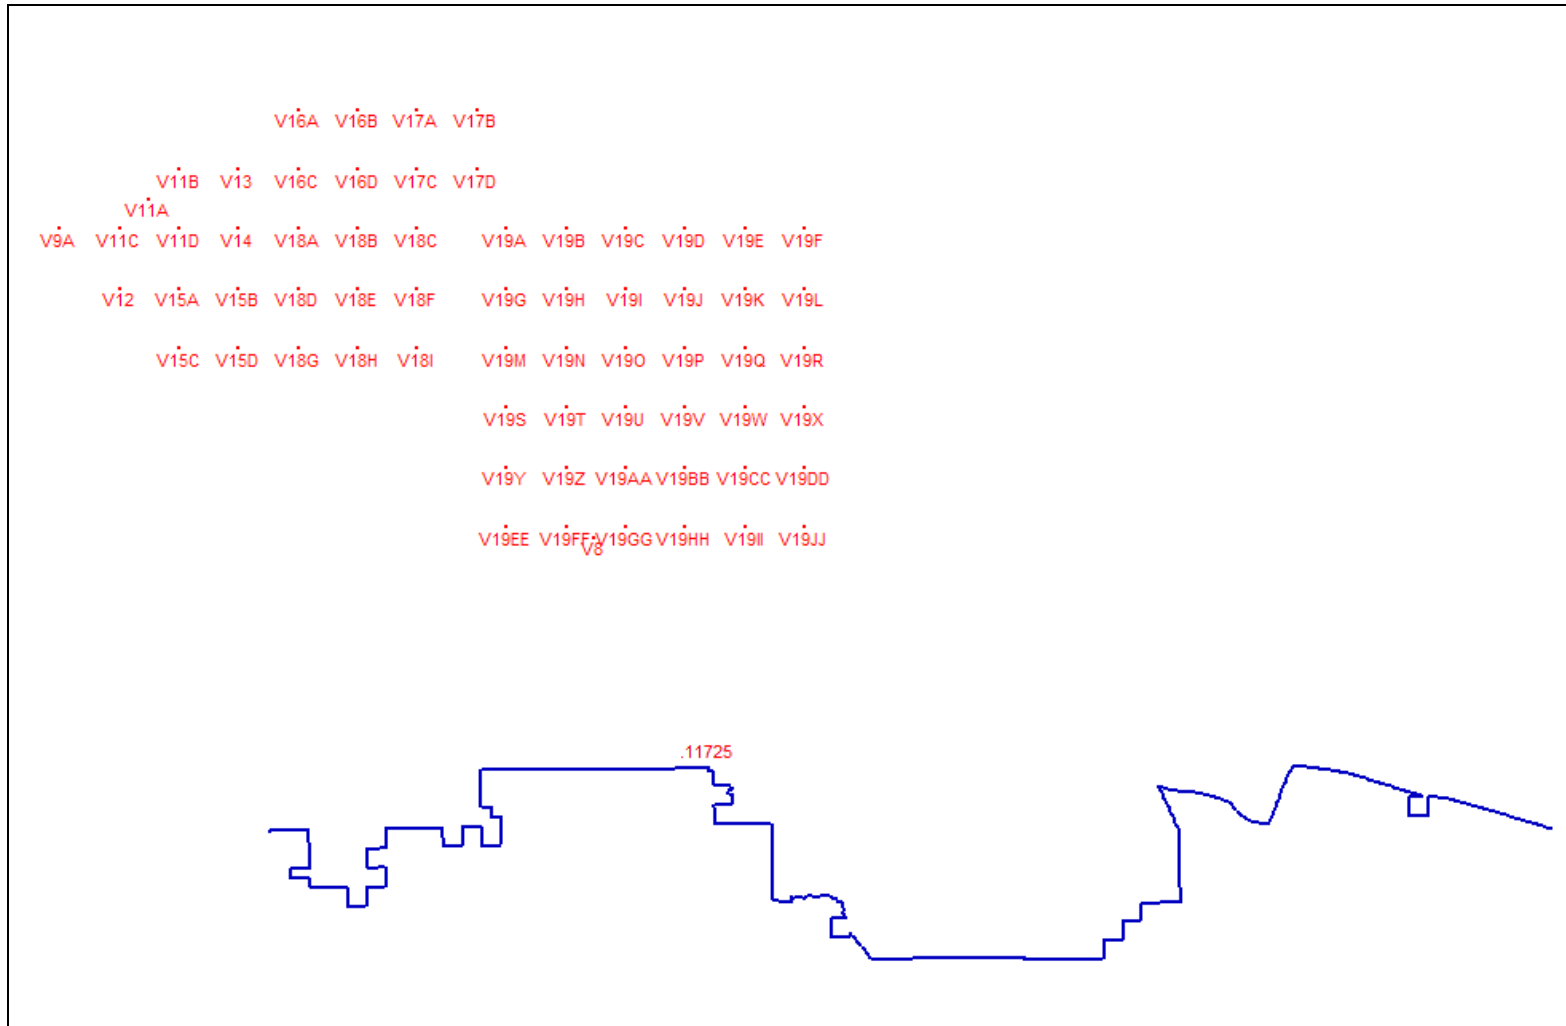 V16A V16B V17A V17B
V11B V13 V16C V16D V17C V17D
V11A
V9A V11C V11D V14 V18A V18B V18C V19A V19B V19C V19D V19E V19F
V12 V15A V15B V18D V18E V18F V19G V19H V19I V19J V19K V19L
V15C V15D V18G V18H V18I V19M V19N V19O V19P V19Q V19R
V19S V19T V19U V19V V19W V19X
V19Y V19Z V19AA V19BB V19CC V19DD
V19EE V19FF V19GG V19HH V19II V19JJ
V8
.11725